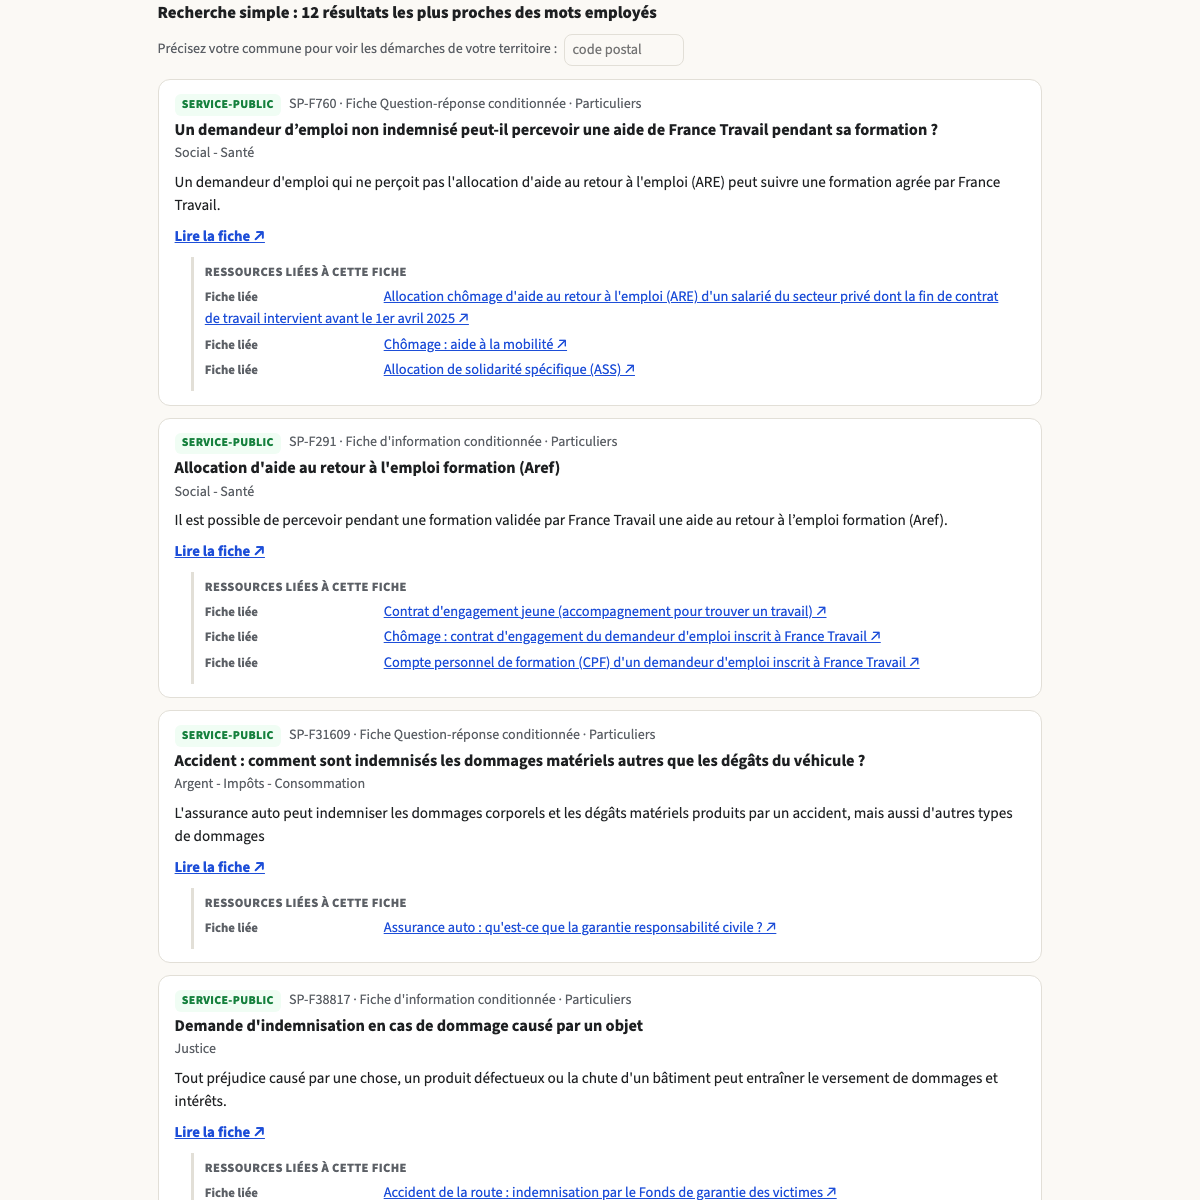 Recherche simple : 12 résultats les plus proches des mots employés
Précisez votre commune pour voir les démarches de votre territoire : code postal
SERVICE-PUBLIC SP-F760 · Fiche Question-réponse conditionnée · Particuliers
Un demandeur d’emploi non indemnisé peut-il percevoir une aide de France Travail pendant sa formation ?
Social - Santé
Un demandeur d'emploi qui ne perçoit pas l'allocation d'aide au retour à l'emploi (ARE) peut suivre une formation agrée par France
Travail.
Lire la fiche ↗
RESSOURCES LIÉES À CETTE FICHE
Fiche liée Allocation chômage d'aide au retour à l'emploi (ARE) d'un salarié du secteur privé dont la fin de contrat
de travail intervient avant le 1er avril 2025 ↗
Fiche liée Chômage : aide à la mobilité ↗
Fiche liée Allocation de solidarité spécifique (ASS) ↗
SERVICE-PUBLIC SP-F291 · Fiche d'information conditionnée · Particuliers
Allocation d'aide au retour à l'emploi formation (Aref)
Social - Santé
Il est possible de percevoir pendant une formation validée par France Travail une aide au retour à l’emploi formation (Aref).
Lire la fiche ↗
RESSOURCES LIÉES À CETTE FICHE
Fiche liée Contrat d'engagement jeune (accompagnement pour trouver un travail) ↗
Fiche liée Chômage : contrat d'engagement du demandeur d'emploi inscrit à France Travail ↗
Fiche liée Compte personnel de formation (CPF) d'un demandeur d'emploi inscrit à France Travail ↗
SERVICE-PUBLIC SP-F31609 · Fiche Question-réponse conditionnée · Particuliers
Accident : comment sont indemnisés les dommages matériels autres que les dégâts du véhicule ?
Argent - Impôts - Consommation
L'assurance auto peut indemniser les dommages corporels et les dégâts matériels produits par un accident, mais aussi d'autres types
de dommages
Lire la fiche ↗
RESSOURCES LIÉES À CETTE FICHE
Fiche liée Assurance auto : qu'est-ce que la garantie responsabilité civile ? ↗
SERVICE-PUBLIC SP-F38817 · Fiche d'information conditionnée · Particuliers
Demande d'indemnisation en cas de dommage causé par un objet
Justice
Tout préjudice causé par une chose, un produit défectueux ou la chute d'un bâtiment peut entraîner le versement de dommages et
intérêts.
Lire la fiche ↗
RESSOURCES LIÉES À CETTE FICHE
Fiche liée Accident de la route : indemnisation par le Fonds de garantie des victimes ↗